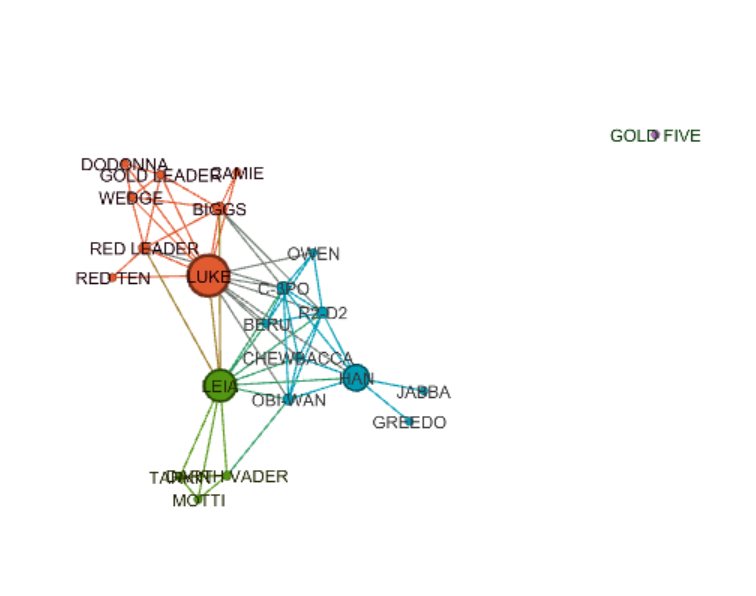 GOLD FIVE
DODONNA
GOLD LEADER
CAMIE
WEDGE
BIGGS
RED LEADER
OWEN
RED TEN
LUKE
C-3PO
R2-D2
BERU
CHEWBACCA
HAN
LEIA
JABBA
OBI-WAN
GREEDO
TARKIN
DARTH VADER
MOTTI